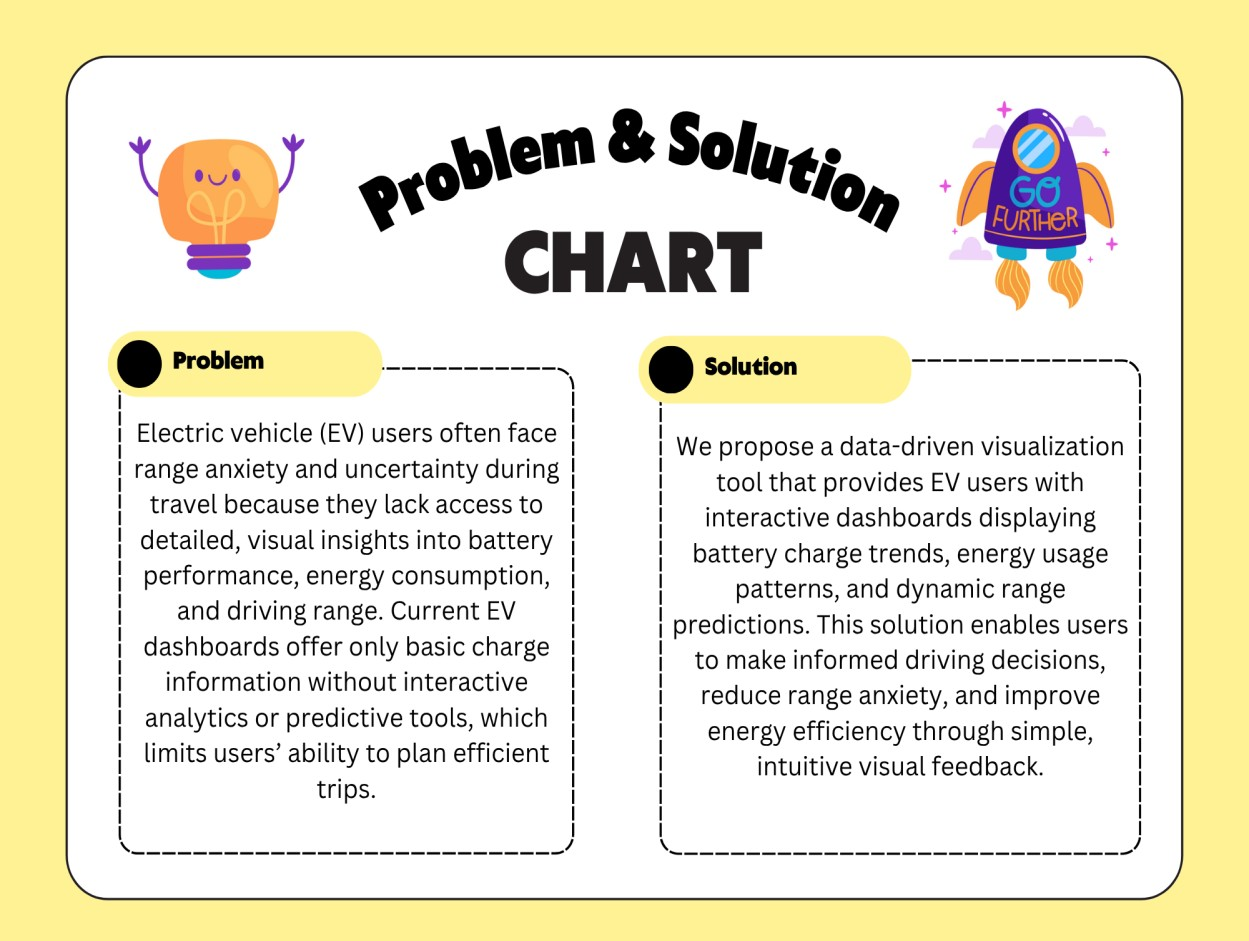 Problem & Solution
CHART
GO
FURTHER
Problem
Electric vehicle (EV) users often face
range anxiety and uncertainty during
travel because they lack access to
detailed, visual insights into battery
performance, energy consumption,
and driving range. Current EV
dashboards offer only basic charge
information without interactive
analytics or predictive tools, which
limits users’ ability to plan efficient
trips.
Solution
We propose a data-driven visualization
tool that provides EV users with
interactive dashboards displaying
battery charge trends, energy usage
patterns, and dynamic range
predictions. This solution enables users
to make informed driving decisions,
reduce range anxiety, and improve
energy efficiency through simple,
intuitive visual feedback.